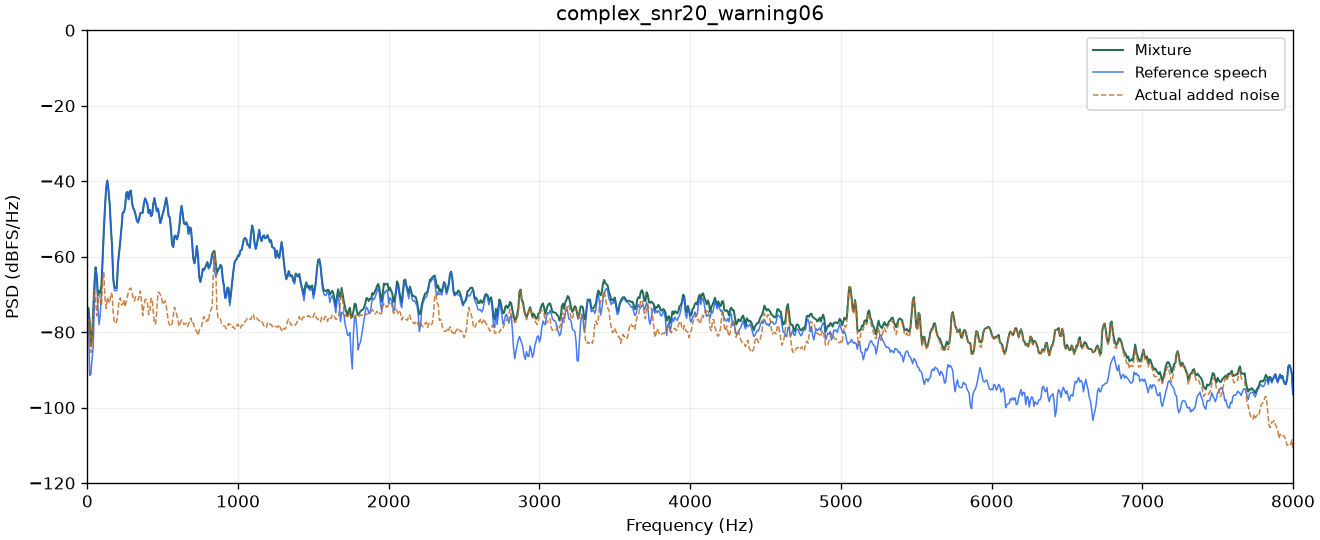 complex_snr20_warning06
Mixture
Reference speech
Actual added noise
PSD (dBFS/Hz)
0
−20
−40
−60
−80
−100
−120
0 1000 2000 3000 4000 5000 6000 7000 8000
Frequency (Hz)